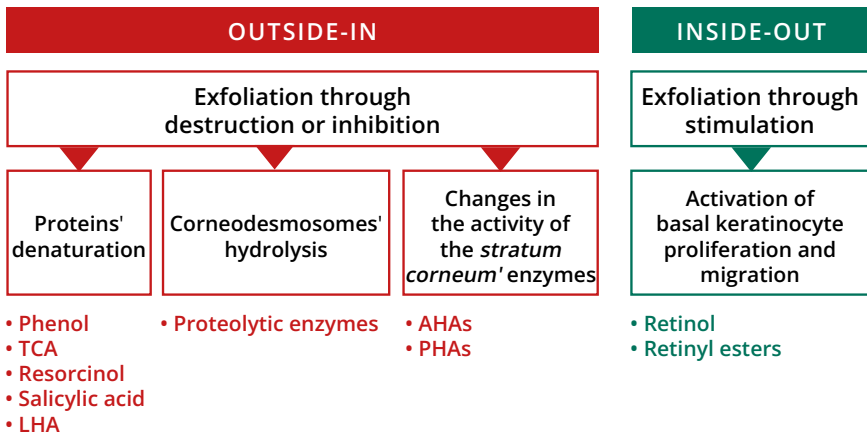 OUTSIDE-IN
Exfoliation through
destruction or inhibition
Proteins'
denaturation
• Phenol
• TCA
• Resorcinol
• Salicylic acid
• LHA
Corneodesmosomes'
hydrolysis
• Proteolytic enzymes
Changes in
the activity of
the stratum
corneum' enzymes
• AHAs
• PHAs
INSIDE-OUT
Exfoliation through
stimulation
Activation of
basal keratinocyte
proliferation and
migration
• Retinol
• Retinyl esters